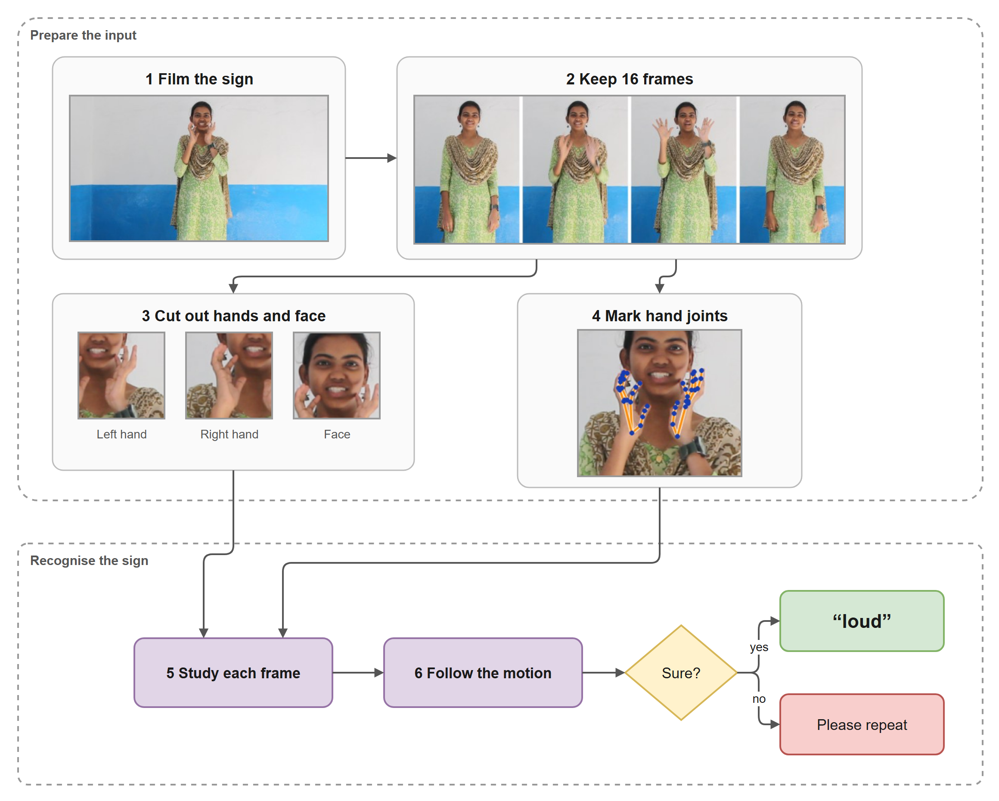 Prepare the input
1 Film the sign
2 Keep 16 frames
3 Cut out hands and face
Left hand
Right hand
Face
4 Mark hand joints
Recognise the sign
5 Study each frame
6 Follow the motion
Sure?
yes
“loud”
no
Please repeat